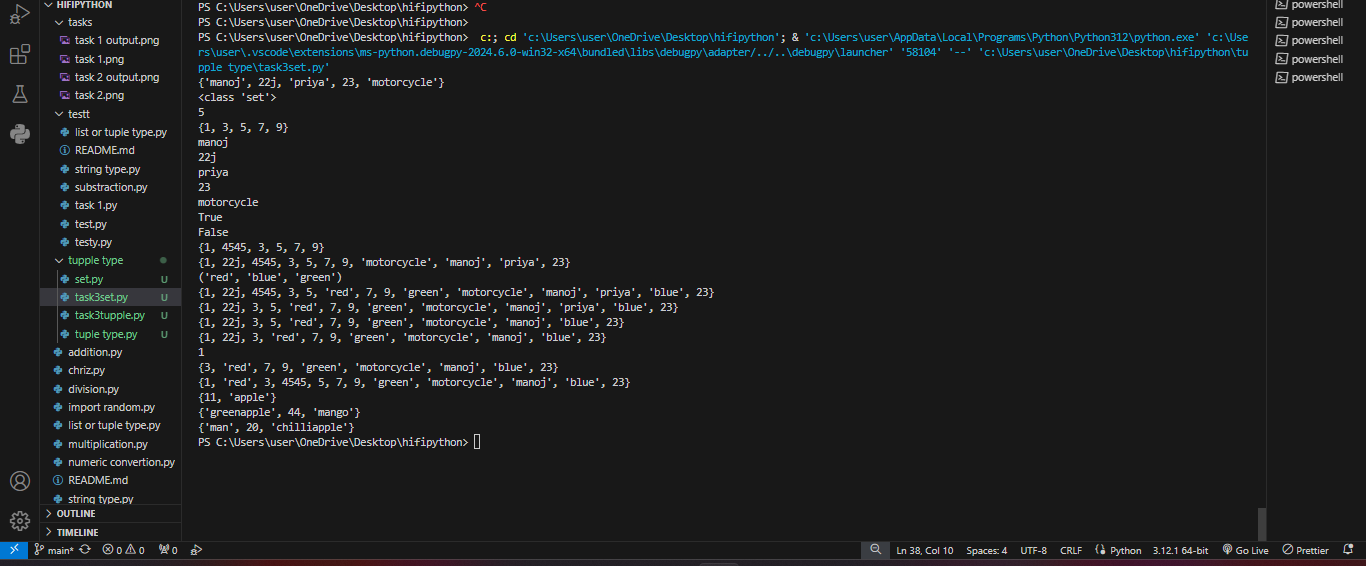 HIFIPYTHON
tasks
task 1 output.png
task 1.png
task 2 output.png
task 2.png
testt
list or tuple type.py
README.md
string type.py
substraction.py
task 1.py
test.py
testy.py
tupple type
set.py U
task3set.py U
task3tupple.py U
tuple type.py U
addition.py
chriz.py
division.py
import random.py
list or tuple type.py
multiplication.py
numeric convertion.py
README.md
string type.py
OUTLINE
TIMELINE
PS C:\Users\user\OneDrive\Desktop\hifipython> ^C
PS C:\Users\user\OneDrive\Desktop\hifipython>
PS C:\Users\user\OneDrive\Desktop\hifipython>  c:; cd 'c:\Users\user\OneDrive\Desktop\hifipython'; & 'c:\Users\user\AppData\Local\Programs\Python\Python312\python.exe' 'c:\Use
rs\user\.vscode\extensions\ms-python.debugpy-2024.6.0-win32-x64\bundled\libs\debugpy\adapter/../..\debugpy\launcher' '58104' '--' 'c:\Users\user\OneDrive\Desktop\hifipython\tu
pple type\task3set.py'
{'manoj', 22j, 'priya', 23, 'motorcycle'}
<class 'set'>
5
{1, 3, 5, 7, 9}
manoj
22j
priya
23
motorcycle
True
False
{1, 4545, 3, 5, 7, 9}
{1, 22j, 4545, 3, 5, 7, 9, 'motorcycle', 'manoj', 'priya', 23}
('red', 'blue', 'green')
{1, 22j, 4545, 3, 5, 'red', 7, 9, 'green', 'motorcycle', 'manoj', 'priya', 'blue', 23}
{1, 22j, 3, 5, 'red', 7, 9, 'green', 'motorcycle', 'manoj', 'priya', 'blue', 23}
{1, 22j, 3, 5, 'red', 7, 9, 'green', 'motorcycle', 'manoj', 'blue', 23}
{1, 22j, 3, 'red', 7, 9, 'green', 'motorcycle', 'manoj', 'blue', 23}
1
{3, 'red', 7, 9, 'green', 'motorcycle', 'manoj', 'blue', 23}
{1, 'red', 3, 4545, 5, 7, 9, 'green', 'motorcycle', 'manoj', 'blue', 23}
{11, 'apple'}
{'greenapple', 44, 'mango'}
{'man', 20, 'chilliapple'}
PS C:\Users\user\OneDrive\Desktop\hifipython>
powershell
powershell
powershell
powershell
powershell
main* 0 0 0 Ln 38, Col 10 Spaces: 4 UTF-8 CRLF Python 3.12.1 64-bit Go Live Prettier